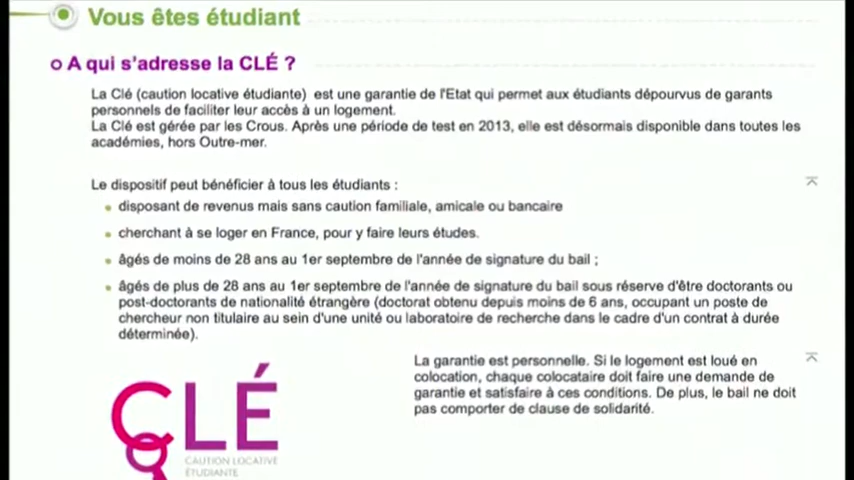 Vous êtes étudiant
A qui s'adresse la CLÉ ?
La Clé (caution locative étudiante) est une garantie de l'Etat qui permet aux étudiants dépourvus de garants
personnels de faciliter leur accès à un logement.
La Clé est gérée par les Crous. Après une période de test en 2013, elle est désormais disponible dans toutes les
académies, hors Outre-mer.
Le dispositif peut bénéficier à tous les étudiants :
disposant de revenus mais sans caution familiale, amicale ou bancaire
cherchant à se loger en France, pour y faire leurs études.
âgés de moins de 28 ans au 1er septembre de l'année de signature du bail ;
âgés de plus de 28 ans au 1er septembre de l'année de signature du bail sous réserve d'être doctorants ou
post-doctorants de nationalité étrangère (doctorat obtenu depuis moins de 6 ans, occupant un poste de
chercheur non titulaire au sein d'une unité ou laboratoire de recherche dans le cadre d'un contrat à durée
déterminée).
La garantie est personnelle. Si le logement est loué en
colocation, chaque colocataire doit faire une demande de
garantie et satisfaire à ces conditions. De plus, le bail ne doit
pas comporter de clause de solidarité.
CLÉ
CAUTION LOCATIVE
ÉTUDIANTE